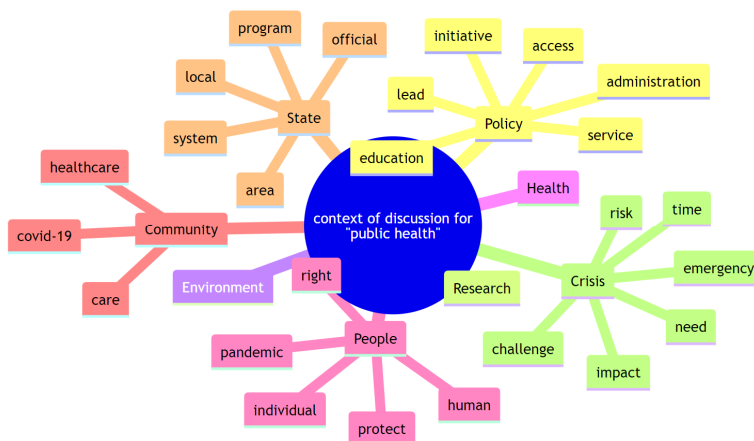 program
official
local
State
system
area
initiative
access
lead
administration
Policy
education
service
healthcare
covid-19
Community
care
context of discussion for
"public health"
Health
Environment
right
Research
risk
time
emergency
Crisis
need
challenge
impact
People
pandemic
individual
human
protect